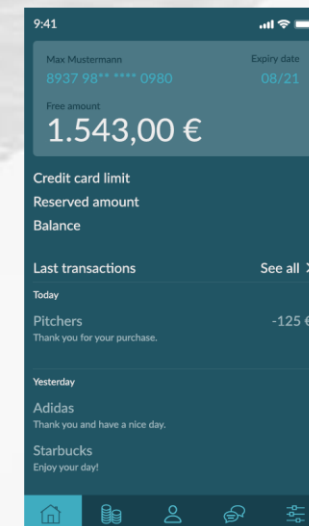 9:41
Max Mustermann Expiry date
8937 98** **** 0980 08/21
Free amount
1.543,00 €
Credit card limit
Reserved amount
Balance
Last transactions See all
Today
Pitchers -125 €
Thank you for your purchase.
Yesterday
Adidas
Thank you and have a nice day.
Starbucks
Enjoy your day!